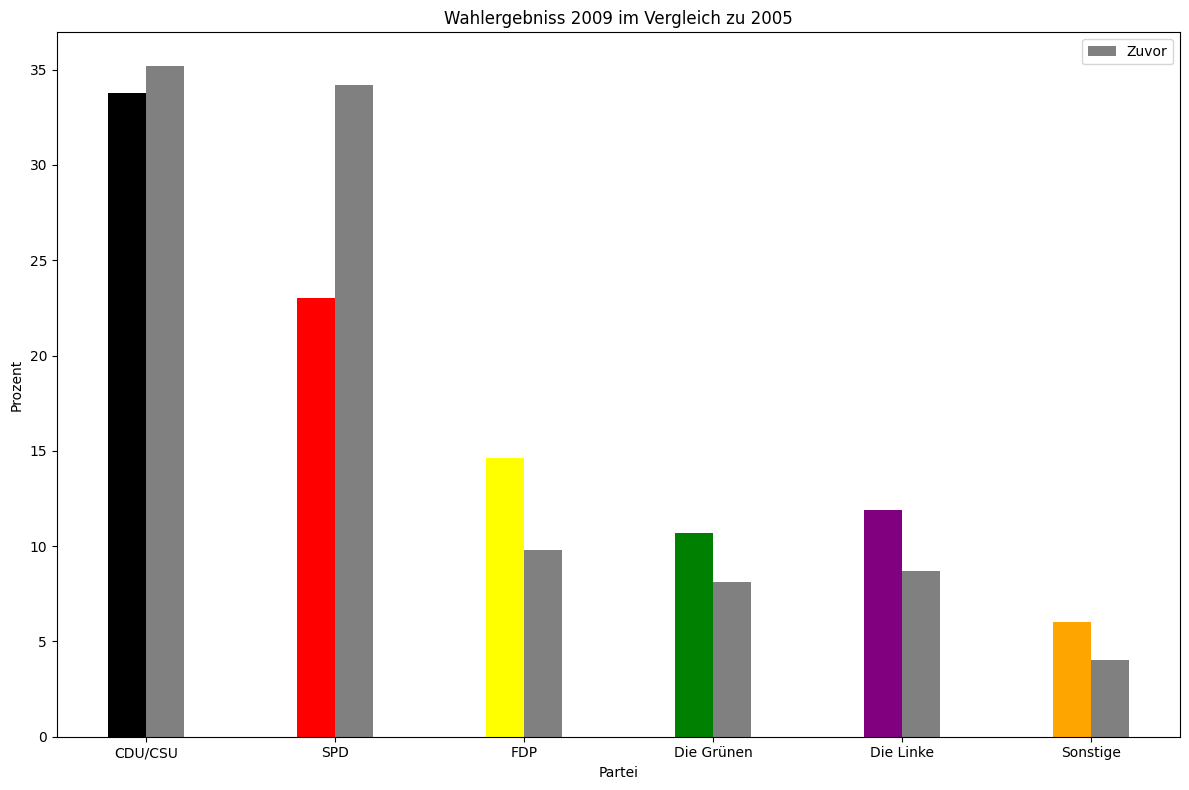 Wahlergebniss 2009 im Vergleich zu 2005
Zuvor
Prozent
35
30
25
20
15
10
5
0
CDU/CSU SPD FDP Die Grünen Die Linke Sonstige
Partei